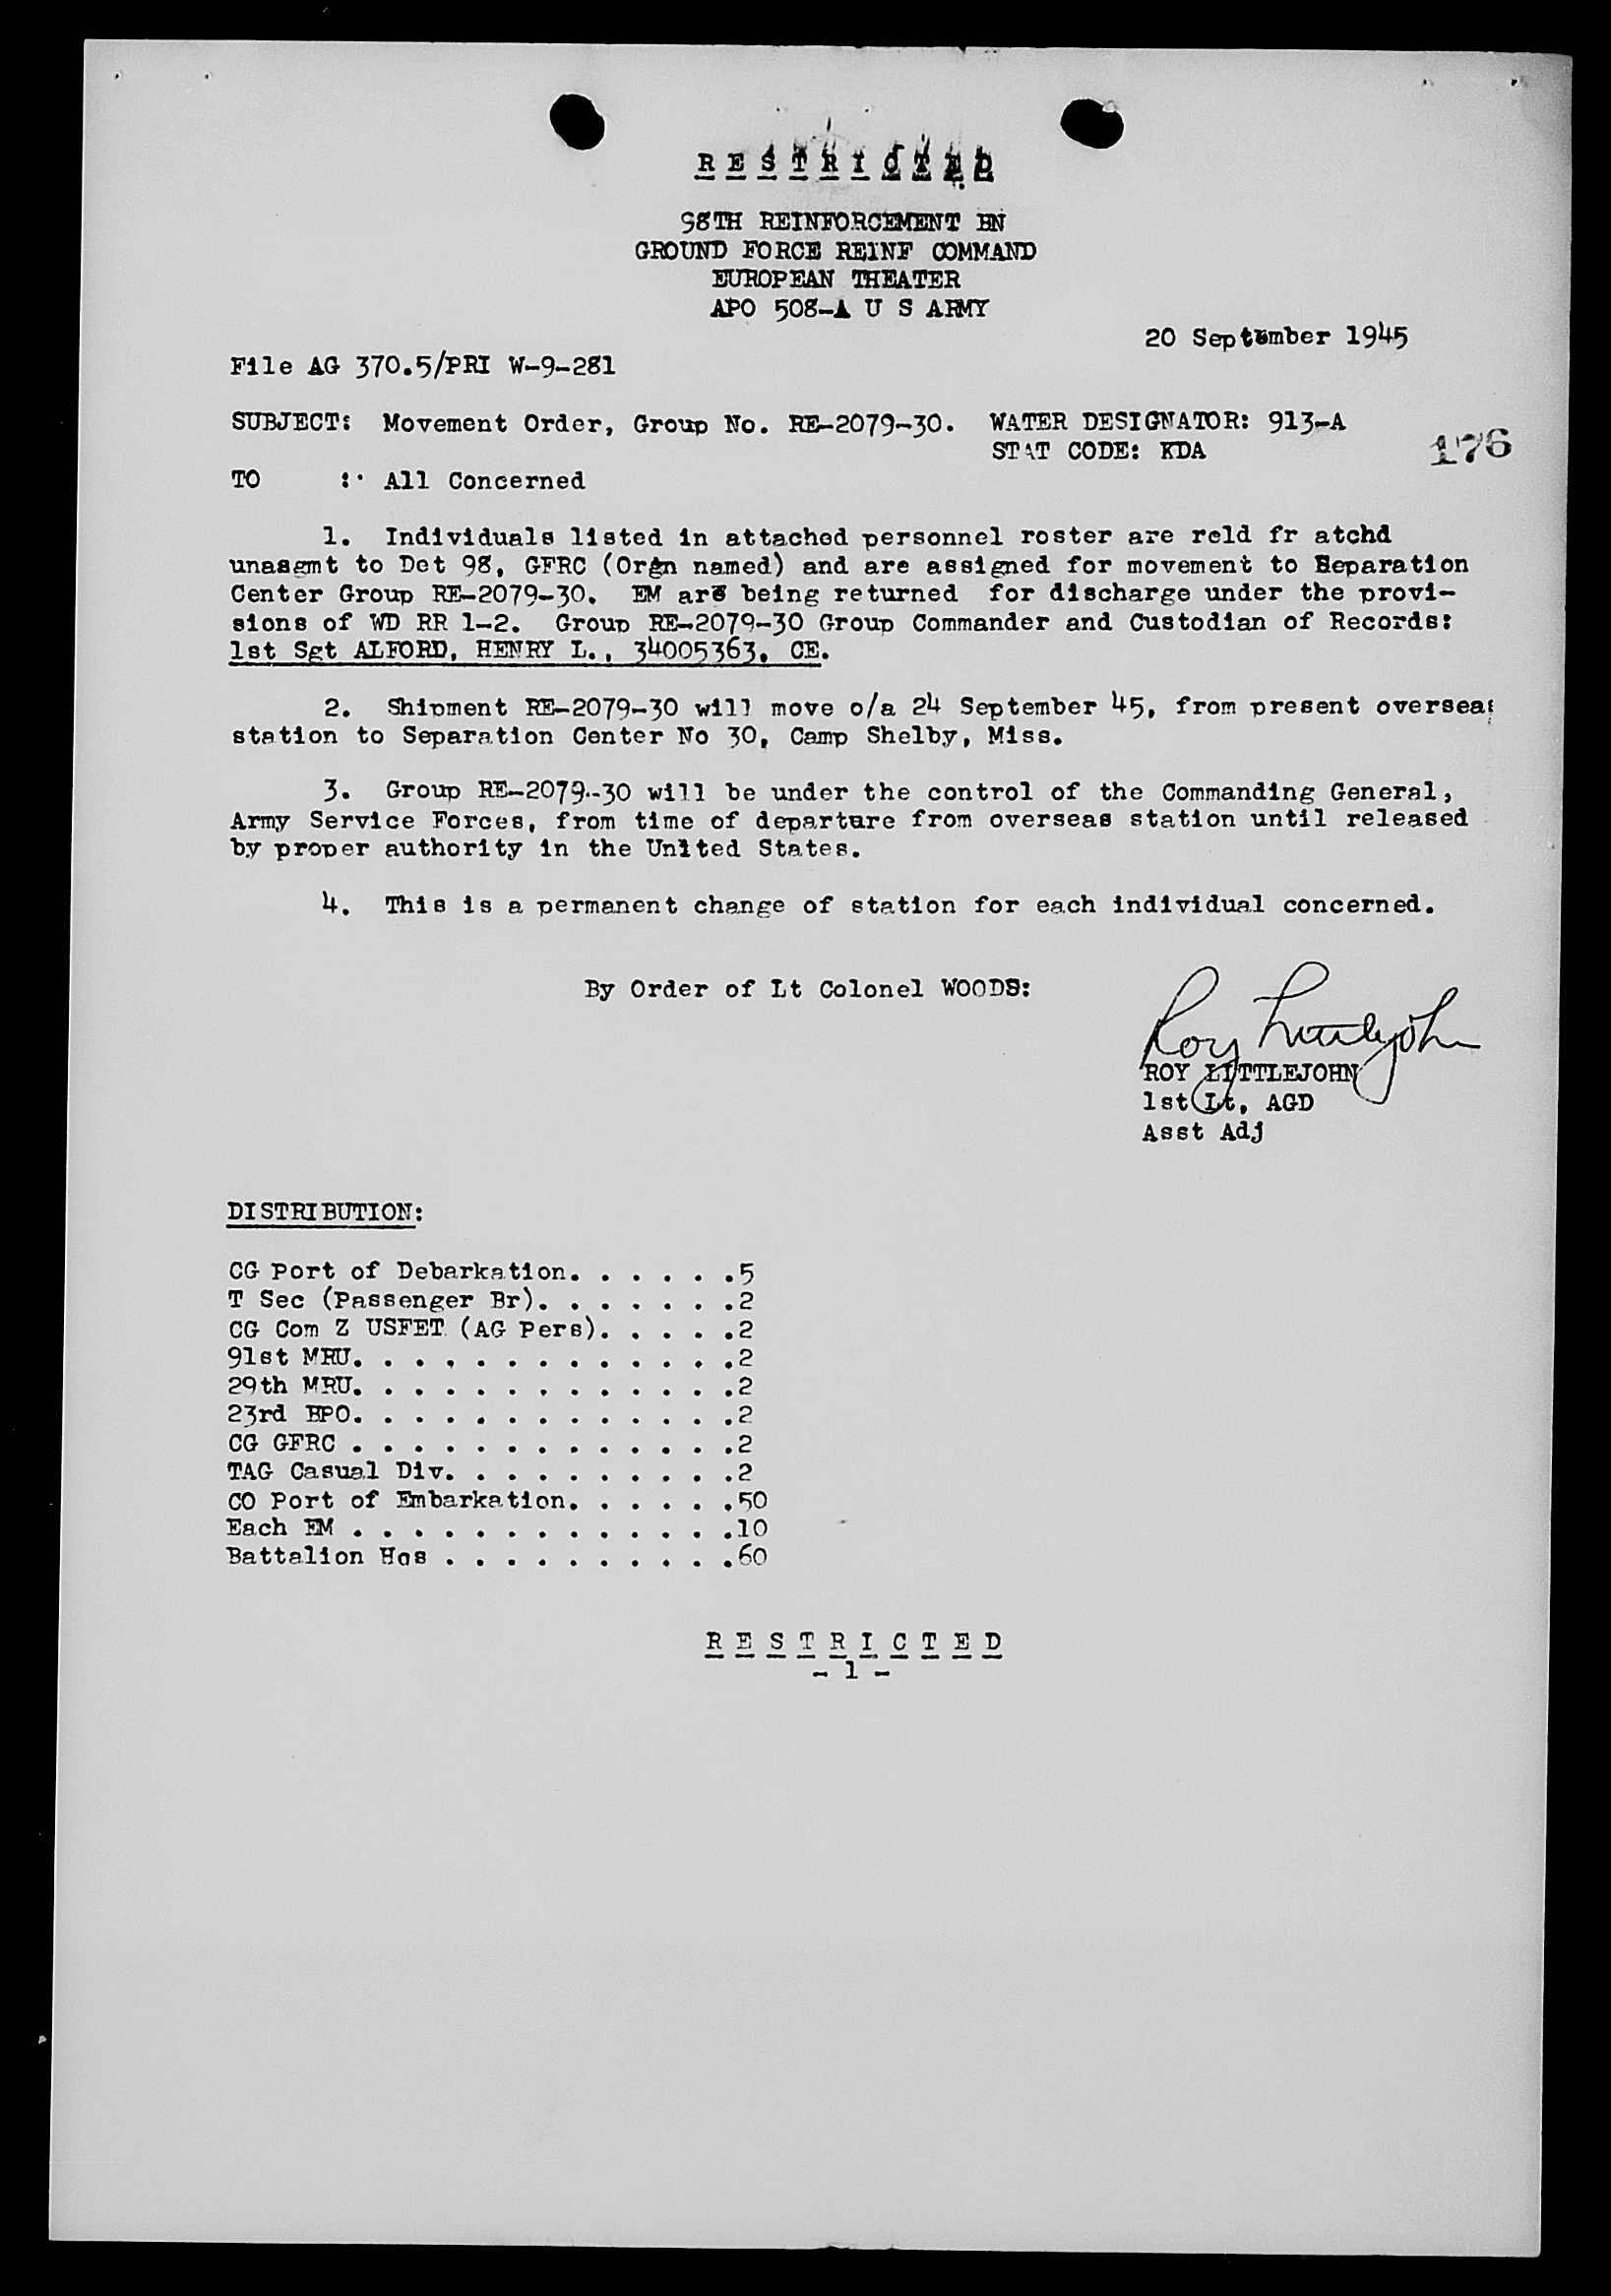 R E S T R I C T E D
98TH REINFORCEMENT BN
GROUND FORCE REINF COMMAND
EUROPEAN THEATER
APO 508-A U S ARMY
20 September 1945
File AG 370.5/PRI W-9-281
SUBJECT: Movement Order, Group No. RE-2079-30. WATER DESIGNATOR: 913-A
STAT CODE: KDA
176
TO : All Concerned
1. Individuals listed in attached personnel roster are reld fr atchd
unasgmt to Det 98, GFRC (Orgn named) and are assigned for movement to Separation
Center Group RE-2079-30. EM are being returned for discharge under the provi-
sions of WD RR 1-2. Group RE-2079-30 Group Commander and Custodian of Records:
1st Sgt ALFORD, HENRY L., 34005363, CE.
2. Shipment RE-2079-30 will move o/a 24 September 45, from present overseas
station to Separation Center No 30, Camp Shelby, Miss.
3. Group RE-2079-30 will be under the control of the Commanding General,
Army Service Forces, from time of departure from overseas station until released
by proper authority in the United States.
4. This is a permanent change of station for each individual concerned.
By Order of Lt Colonel WOODS:
Roy Littlejohn
ROY LITTLEJOHN
1st Lt, AGD
Asst Adj
DISTRIBUTION:
CG Port of Debarkation. . . . . .5
T Sec (Passenger Br). . . . . . .2
CG Com Z USFET (AG Pers). . . . .2
91st MRU. . . . . . . . . . . . .2
29th MRU. . . . . . . . . . . . .2
23rd BPO. . . . . . . . . . . . .2
CG GFRC . . . . . . . . . . . . .2
TAG Casual Div. . . . . . . . . .2
CO Port of Embarkation. . . . . .50
Each EM . . . . . . . . . . . . .10
Battalion Hqs . . . . . . . . . .60
R E S T R I C T E D
- 1 -